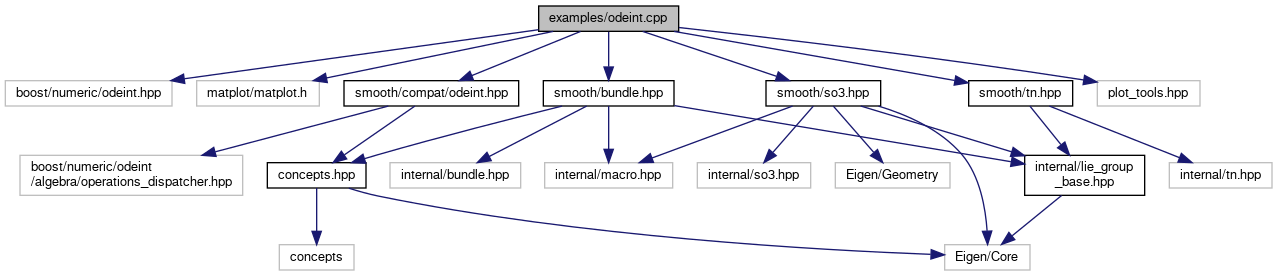 examples/odeint.cpp
boost/numeric/odeint.hpp
matplot/matplot.h
smooth/compat/odeint.hpp
smooth/bundle.hpp
smooth/so3.hpp
smooth/tn.hpp
plot_tools.hpp
boost/numeric/odeint
/algebra/operations_dispatcher.hpp
concepts.hpp
internal/bundle.hpp
internal/macro.hpp
internal/so3.hpp
Eigen/Geometry
internal/lie_group
_base.hpp
internal/tn.hpp
concepts
Eigen/Core